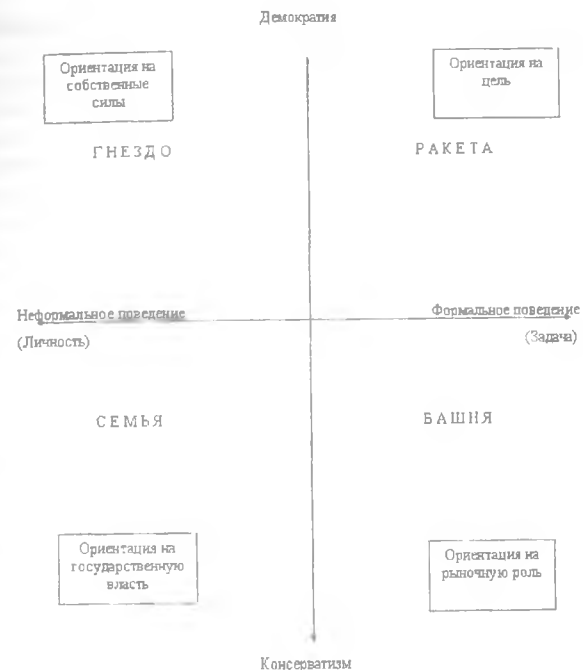 Демократия
Ориентация на
собственные
силы
Ориентация на
цель
ГНЕЗДО
РАКЕТА
Неформальное поведение
Формальное поведение
(Личность)
(Задача)
СЕМЬЯ
БАШНЯ
Ориентация на
государственную
власть
Ориентация на
рыночную роль
Консерватизм